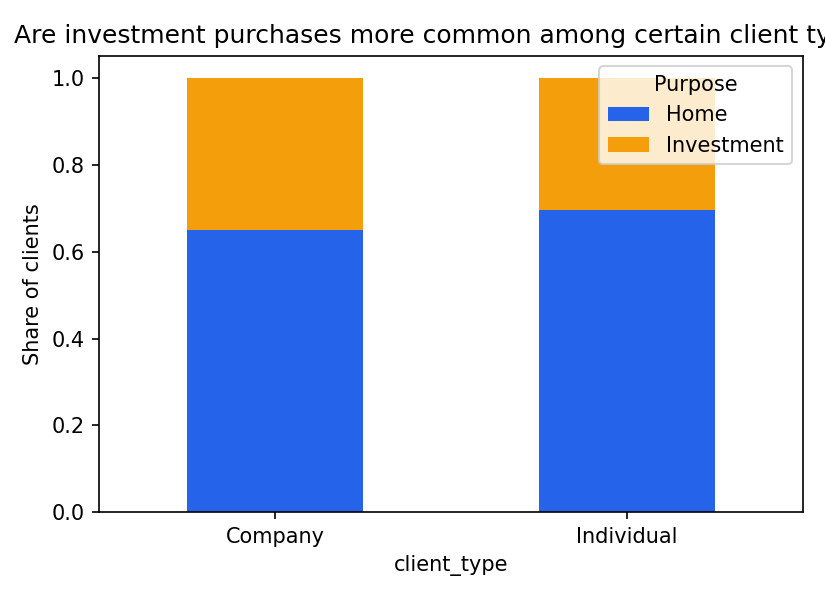 Are investment purchases more common among certain client ty
Purpose
Home
Investment
1.0
0.8
0.6
0.4
0.2
0.0
Share of clients
Company
Individual
client_type